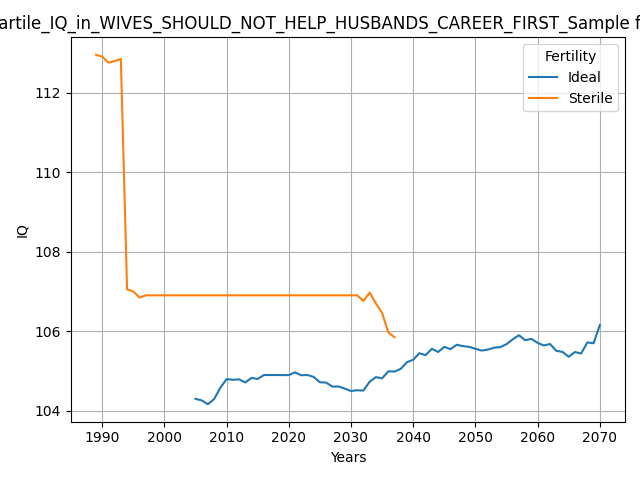 artile_IQ_in_WIVES_SHOULD_NOT_HELP_HUSBANDS_CAREER_FIRST_Sample f
Fertility
Ideal
Sterile
112
110
108
106
104
IQ
1990 2000 2010 2020 2030 2040 2050 2060 2070
Years